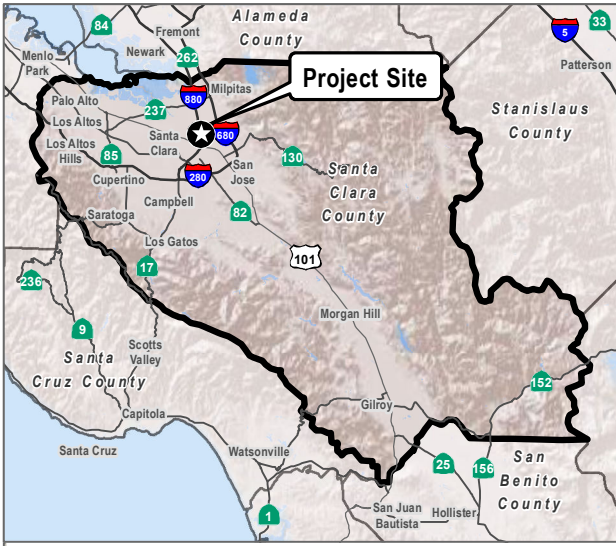 84
Fremont
Alameda
County
5
33
Newark
262
Menlo
Park
Milpitas
Patterson
Project Site
Palo Alto
880
237
Stanislaus
County
Los Altos
Santa
Clara
680
Los Altos
Hills
85
130
San
Jose
Santa
Clara
County
280
Cupertino
Campbell
82
Saratoga
Los Gatos
101
17
236
Morgan Hill
9
Santa
Cruz County
Scotts
Valley
152
Gilroy
Capitola
Santa Cruz
Watsonville
25
156
San
Benito
County
1
San Juan
Bautista
Hollister